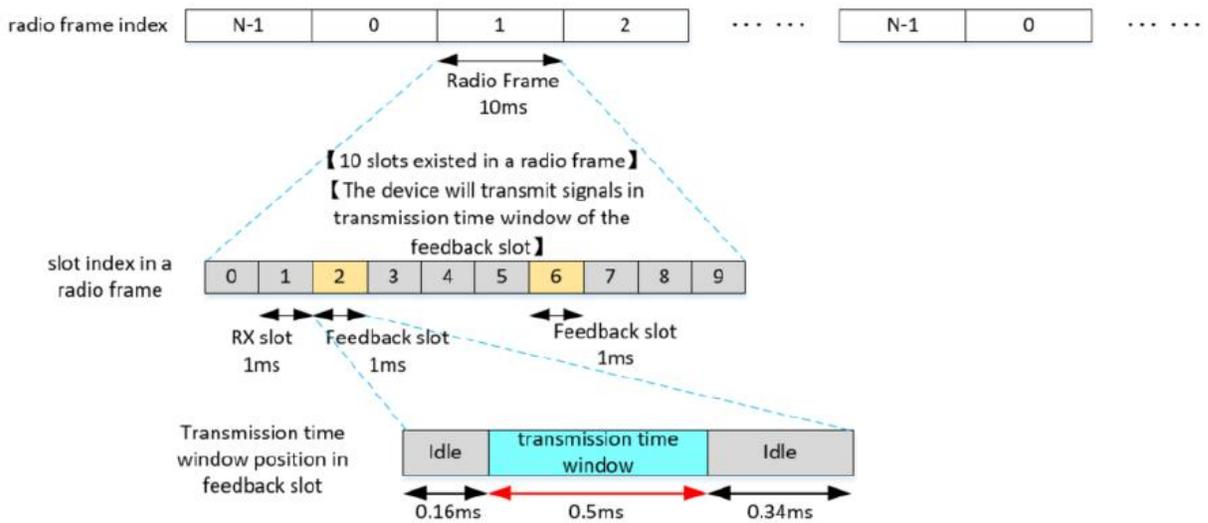 radio frame index N-1 0 1 2 ... ... N-1 0 ... ...
Radio Frame
10ms
【10 slots existed in a radio frame】
【The device will transmit signals in
transmission time window of the
feedback slot】
slot index in a
radio frame
0 1 2 3 4 5 6 7 8 9
RX slot
1ms
Feedback slot
1ms
Feedback slot
1ms
Transmission time
window position in
feedback slot
Idle
transmission time
window
Idle
0.16ms 0.5ms 0.34ms